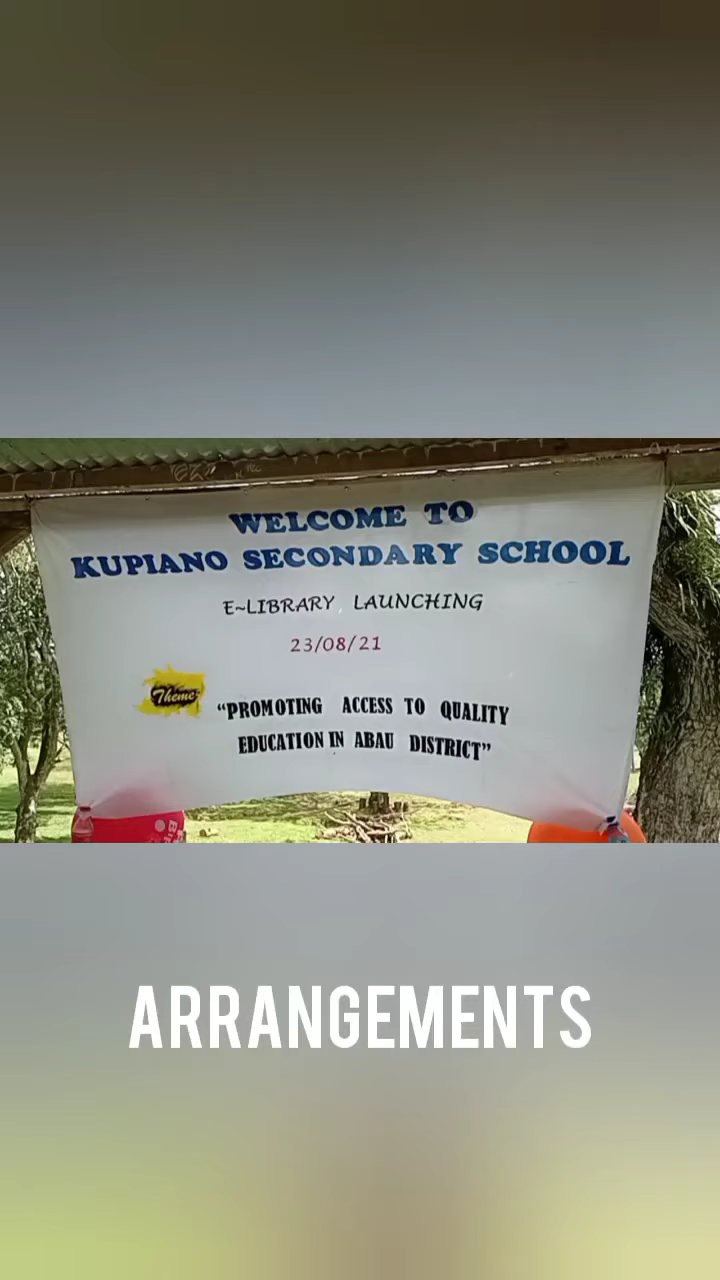 WELCOME TO
KUPIANO SECONDARY SCHOOL
E~LIBRARY LAUNCHING
23/08/21
Theme
“PROMOTING ACCESS TO QUALITY
EDUCATION IN ABAU DISTRICT”
ARRANGEMENTS